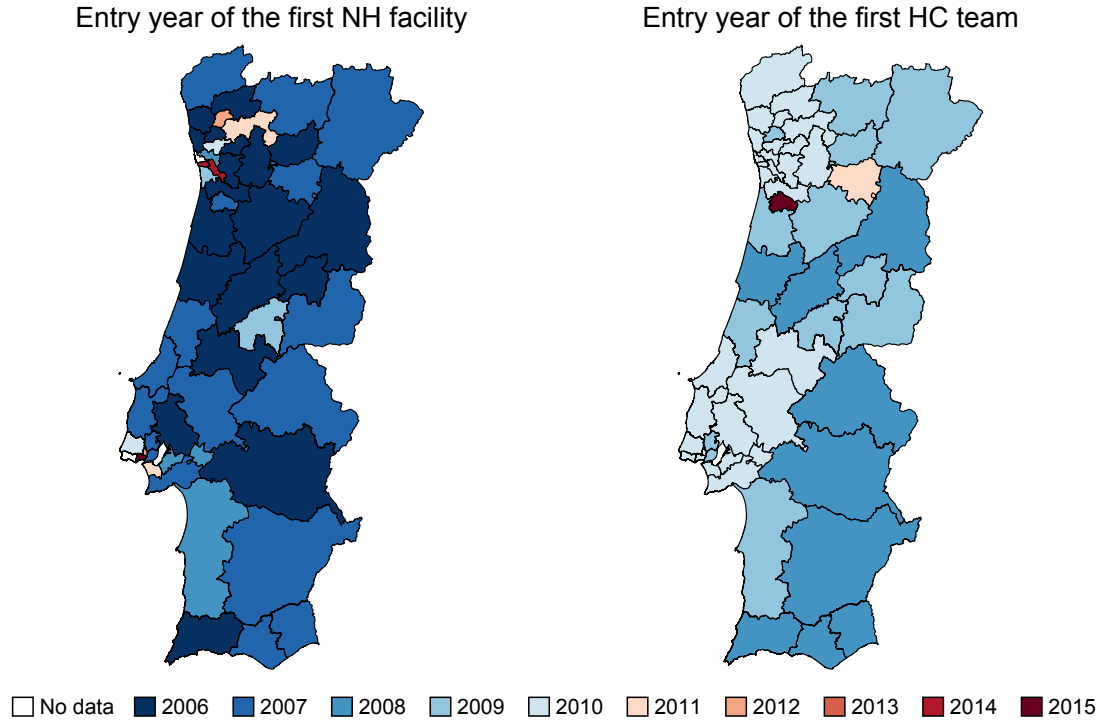 Entry year of the first NH facility
Entry year of the first HC team
No data 2006 2007 2008 2009 2010 2011 2012 2013 2014 2015